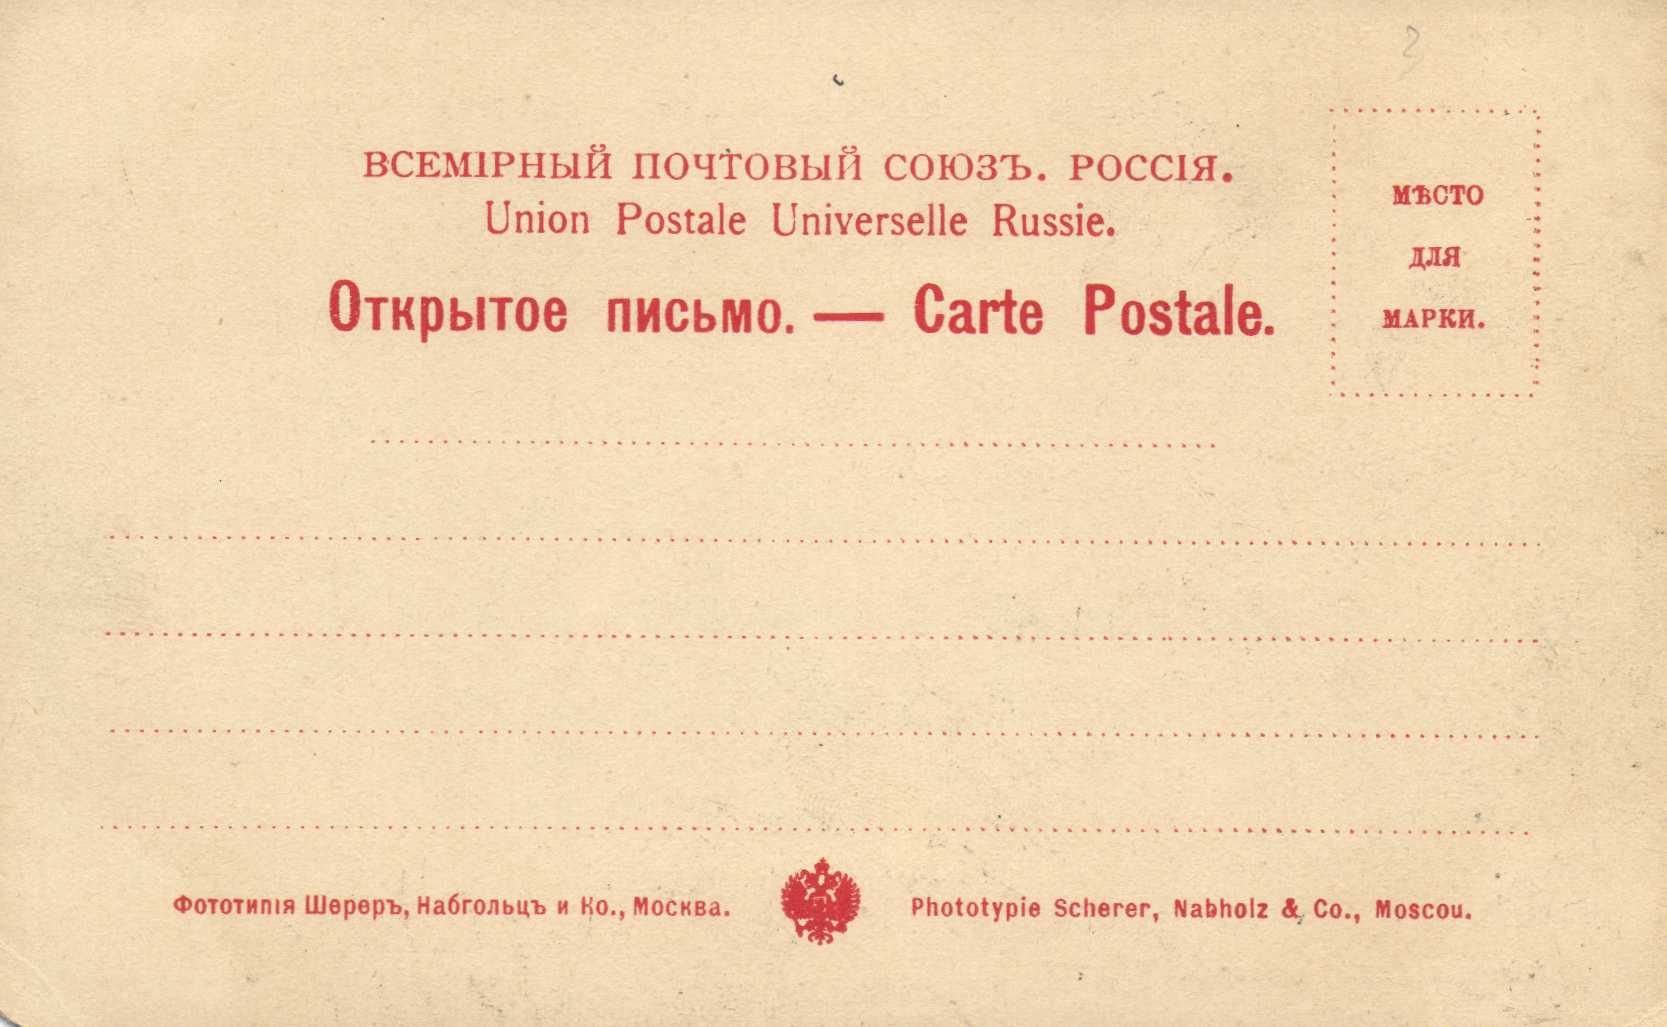 ВСЕМІРНЫЙ ПОЧТОВЫЙ СОЮЗЪ. РОССІЯ.
Union Postale Universelle Russie.
Открытое письмо. — Carte Postale.
МѢСТО
ДЛЯ
МАРКИ.
Фототипія Шереръ, Набгольцъ и Ко., Москва.
Phototypie Scherer, Nabholz & Co., Moscou.